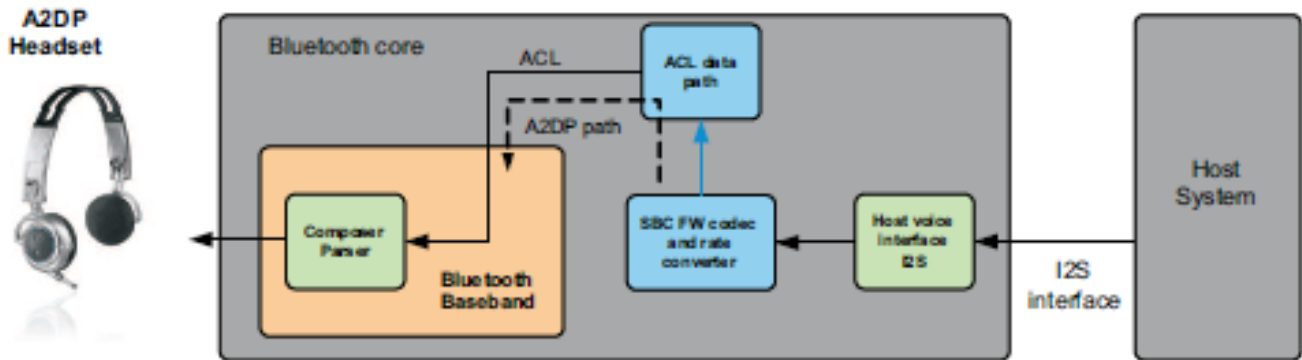 A2DP
Headset
Bluetooth core
ACL
ACL data
path
A2DP path
Composer
Parser
Bluetooth
Baseband
SBC FW codec
and rate
converter
Host voice
Interface
I2S
I2S
interface
Host
System